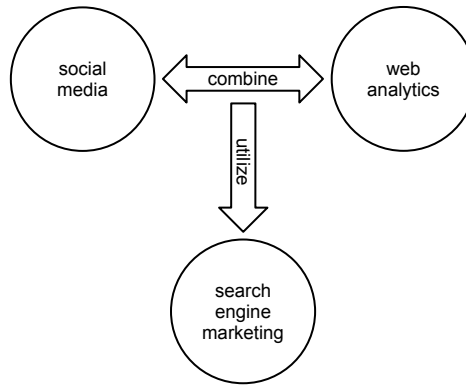 social
media
combine
web
analytics
utilize
search
engine
marketing